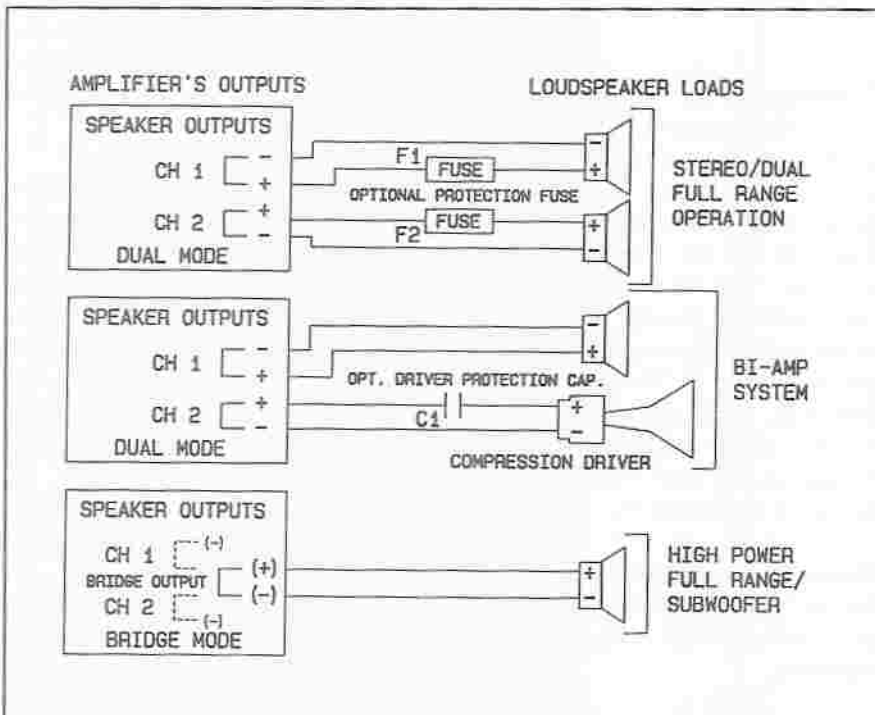 AMPLIFIER'S OUTPUTS
LOUDSPEAKER LOADS
SPEAKER OUTPUTS
CH 1
-
+
CH 2
+
-
DUAL MODE
F1
FUSE
OPTIONAL PROTECTION FUSE
FUSE
F2
-
+
+
-
STEREO/DUAL
FULL RANGE
OPERATION
SPEAKER OUTPUTS
CH 1
-
+
CH 2
+
-
DUAL MODE
OPT. DRIVER PROTECTION CAP.
C1
-
+
+
-
COMPRESSION DRIVER
BI-AMP
SYSTEM
SPEAKER OUTPUTS
CH 1
(-)
BRIDGE OUTPUT
(+)
(-)
CH 2
(-)
BRIDGE MODE
+
-
HIGH POWER
FULL RANGE/
SUBWOOFER